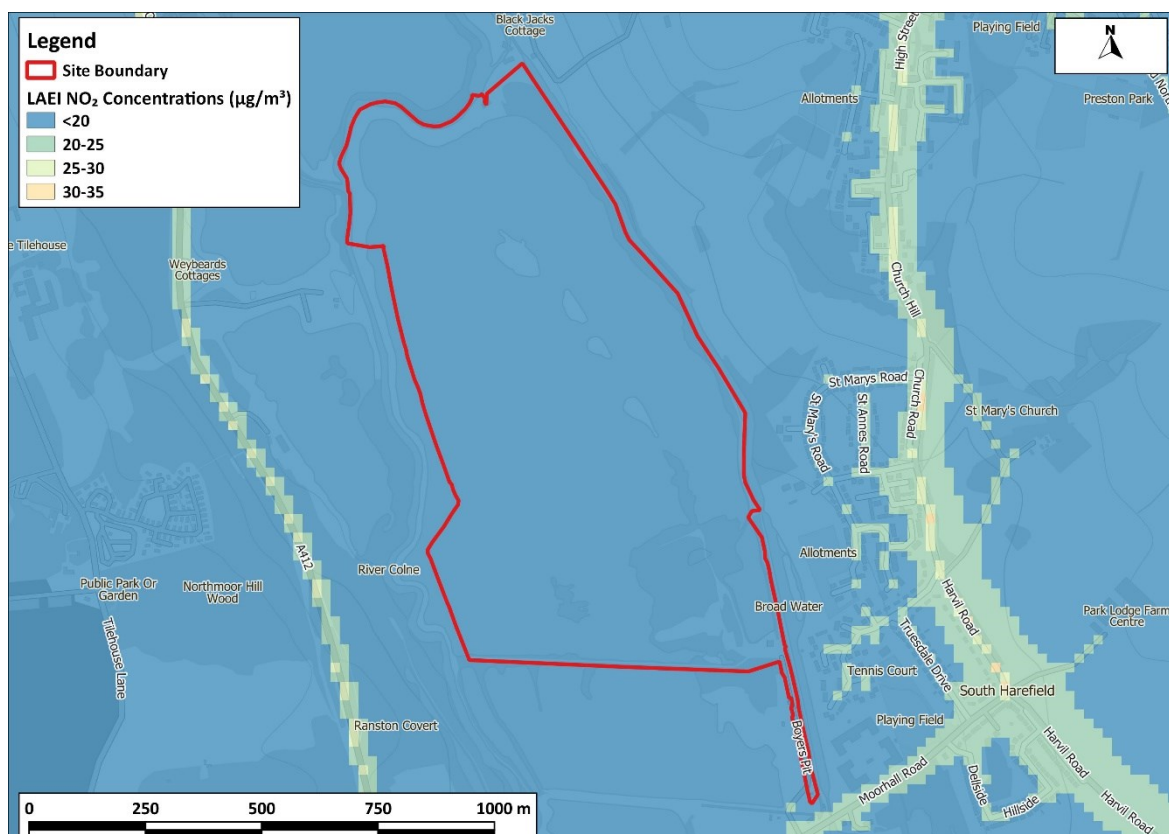 Black Jacks
Cottage
High Street
Playing Field
N
Legend
Site Boundary
LAEI NO₂ Concentrations (µg/m³)
<20
20-25
25-30
30-35
Allotments
Preston Park
e Tilehouse
Weybeards
Cottages
Church Hill
St Marys Road
St Mary's Road
St Annes Road
Church Road
St Mary's Church
A412
Allotments
River Colne
Public Park Or
Garden
Northmoor Hill
Wood
Broad Water
Harvil Road
Park Lodge Farm
Centre
Tilehouse Lane
Truesdale Drive
Tennis Court
South Harefield
Ranston Covert
Boyers Pit
Playing Field
Harvil Road
Moorhall Road
Dellside
Hillside
Harvil Road
0 250 500 750 1000 m